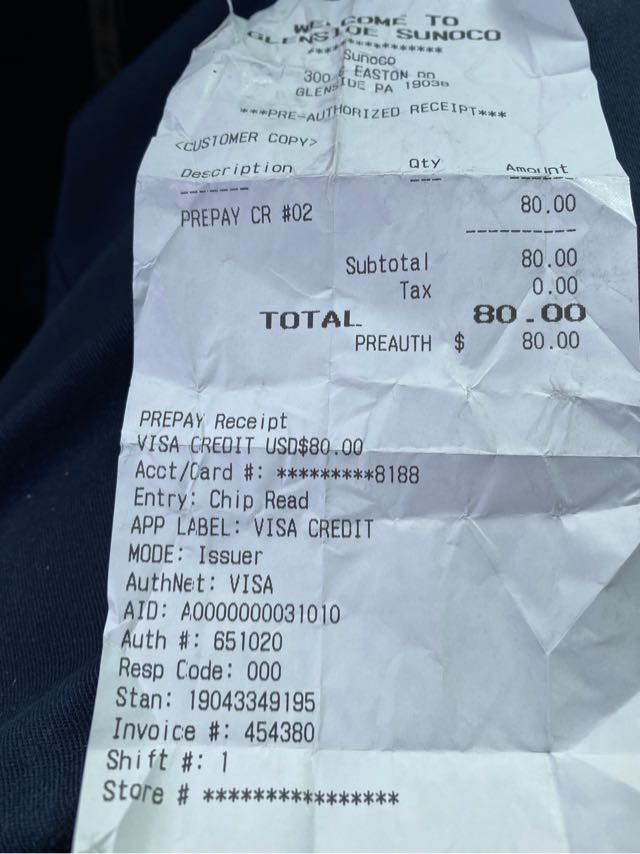 WELCOME TO
GLENSIDE SUNOCO
Sunoco
300 EASTON
GLENSIDE PA 19038
***PRE-AUTHORIZED RECEIPT***
<CUSTOMER COPY>
Description Qty Amount
PREPAY CR #02 80.00
Subtotal 80.00
Tax 0.00
TOTAL 80.00
PREAUTH $ 80.00
PREPAY Receipt
VISA CREDIT USD$80.00
Acct/Card #: *********8188
Entry: Chip Read
APP LABEL: VISA CREDIT
MODE: Issuer
AuthNet: VISA
AID: A0000000031010
Auth #: 651020
Resp Code: 000
Stan: 19043349195
Invoice #: 454380
Shift #: 1
Store # ****************